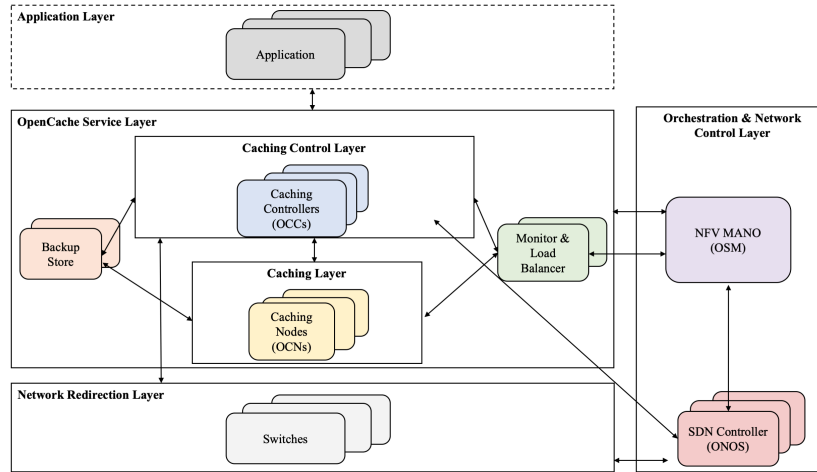 Application Layer
Application
OpenCache Service Layer
Caching Control Layer
Caching
Controllers
(OCCs)
Backup
Store
Monitor &
Load
Balancer
Caching Layer
Caching
Nodes
(OCNs)
Orchestration & Network
Control Layer
NFV MANO
(OSM)
Network Redirection Layer
Switches
SDN Controller
(ONOS)